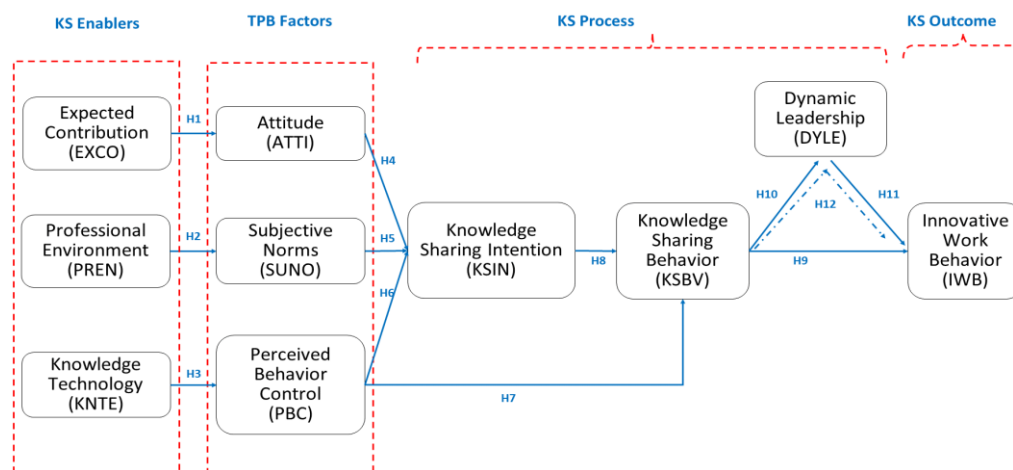 KS Enablers
TPB Factors
KS Process
KS Outcome
Expected
Contribution
(EXCO)
H1
Attitude
(ATTI)
H4
Dynamic
Leadership
(DYLE)
H10
H11
H12
Professional
Environment
(PREN)
H2
Subjective
Norms
(SUNO)
H5
Knowledge
Sharing Intention
(KSIN)
H8
Knowledge
Sharing
Behavior
(KSBV)
H9
Innovative
Work
Behavior
(IWB)
H6
Knowledge
Technology
(KNTE)
H3
Perceived
Behavior
Control
(PBC)
H7